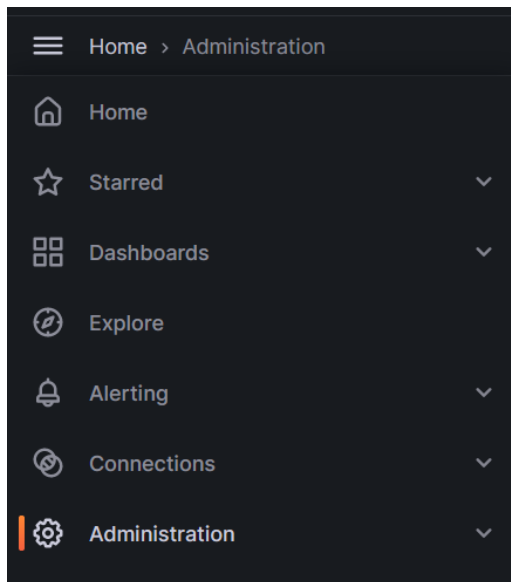 Home > Administration
Home
Starred
Dashboards
Explore
Alerting
Connections
Administration